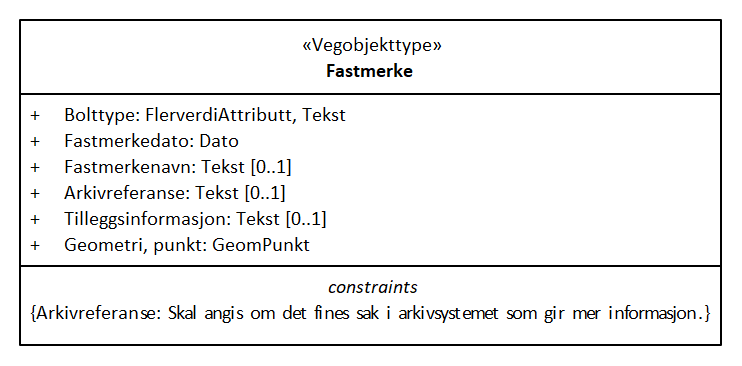 «Vegobjekttype»
Fastmerke
+ Bolttype: FlerverdiAttributt, Tekst
+ Fastmerkedato: Dato
+ Fastmerkenavn: Tekst [0..1]
+ Arkivreferanse: Tekst [0..1]
+ Tilleggsinformasjon: Tekst [0..1]
+ Geometri, punkt: GeomPunkt
constraints
{Arkivreferanse: Skal angis om det fines sak i arkivsystemet som gir mer informasjon.}